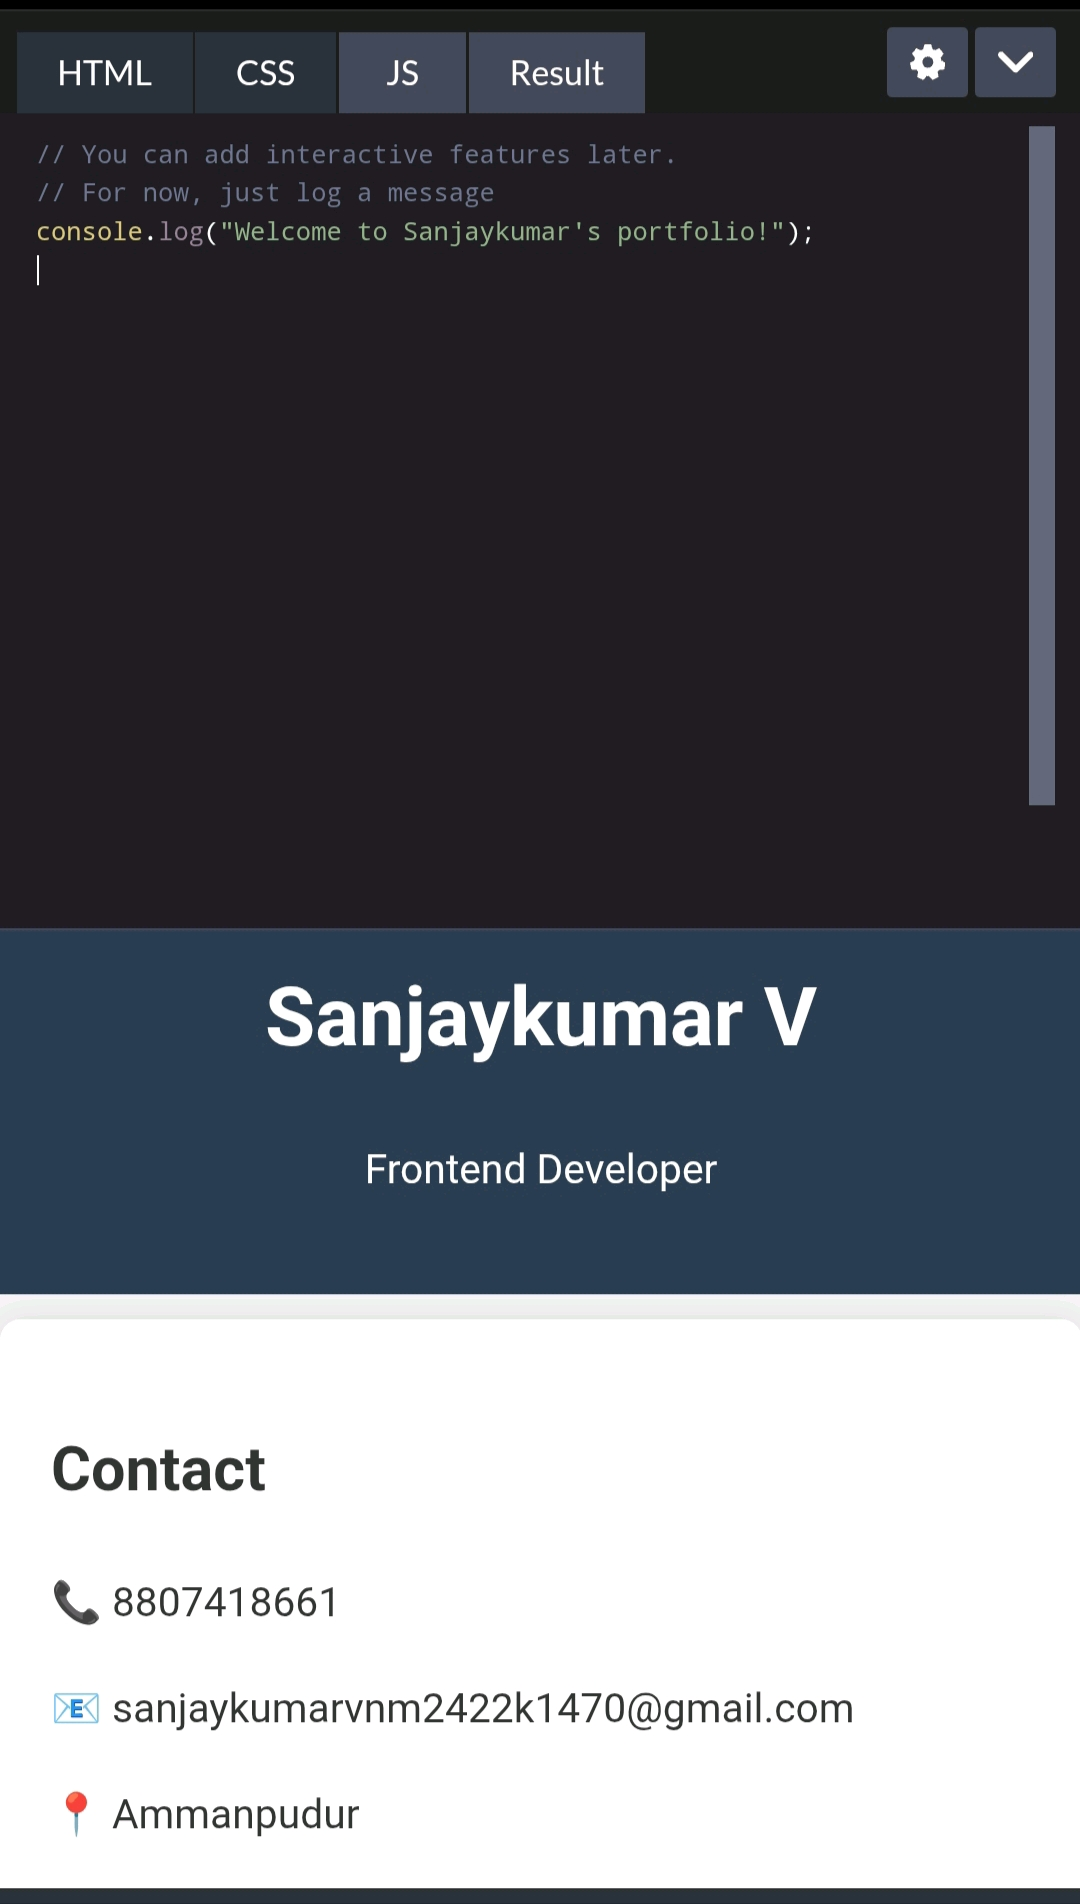 HTML CSS JS Result
// You can add interactive features later.
// For now, just log a message
console.log("Welcome to Sanjaykumar's portfolio!");
Sanjaykumar V
Frontend Developer
Contact
📞 8807418661
📧 sanjaykumarvnm2422k1470@gmail.com
📍 Ammanpudur